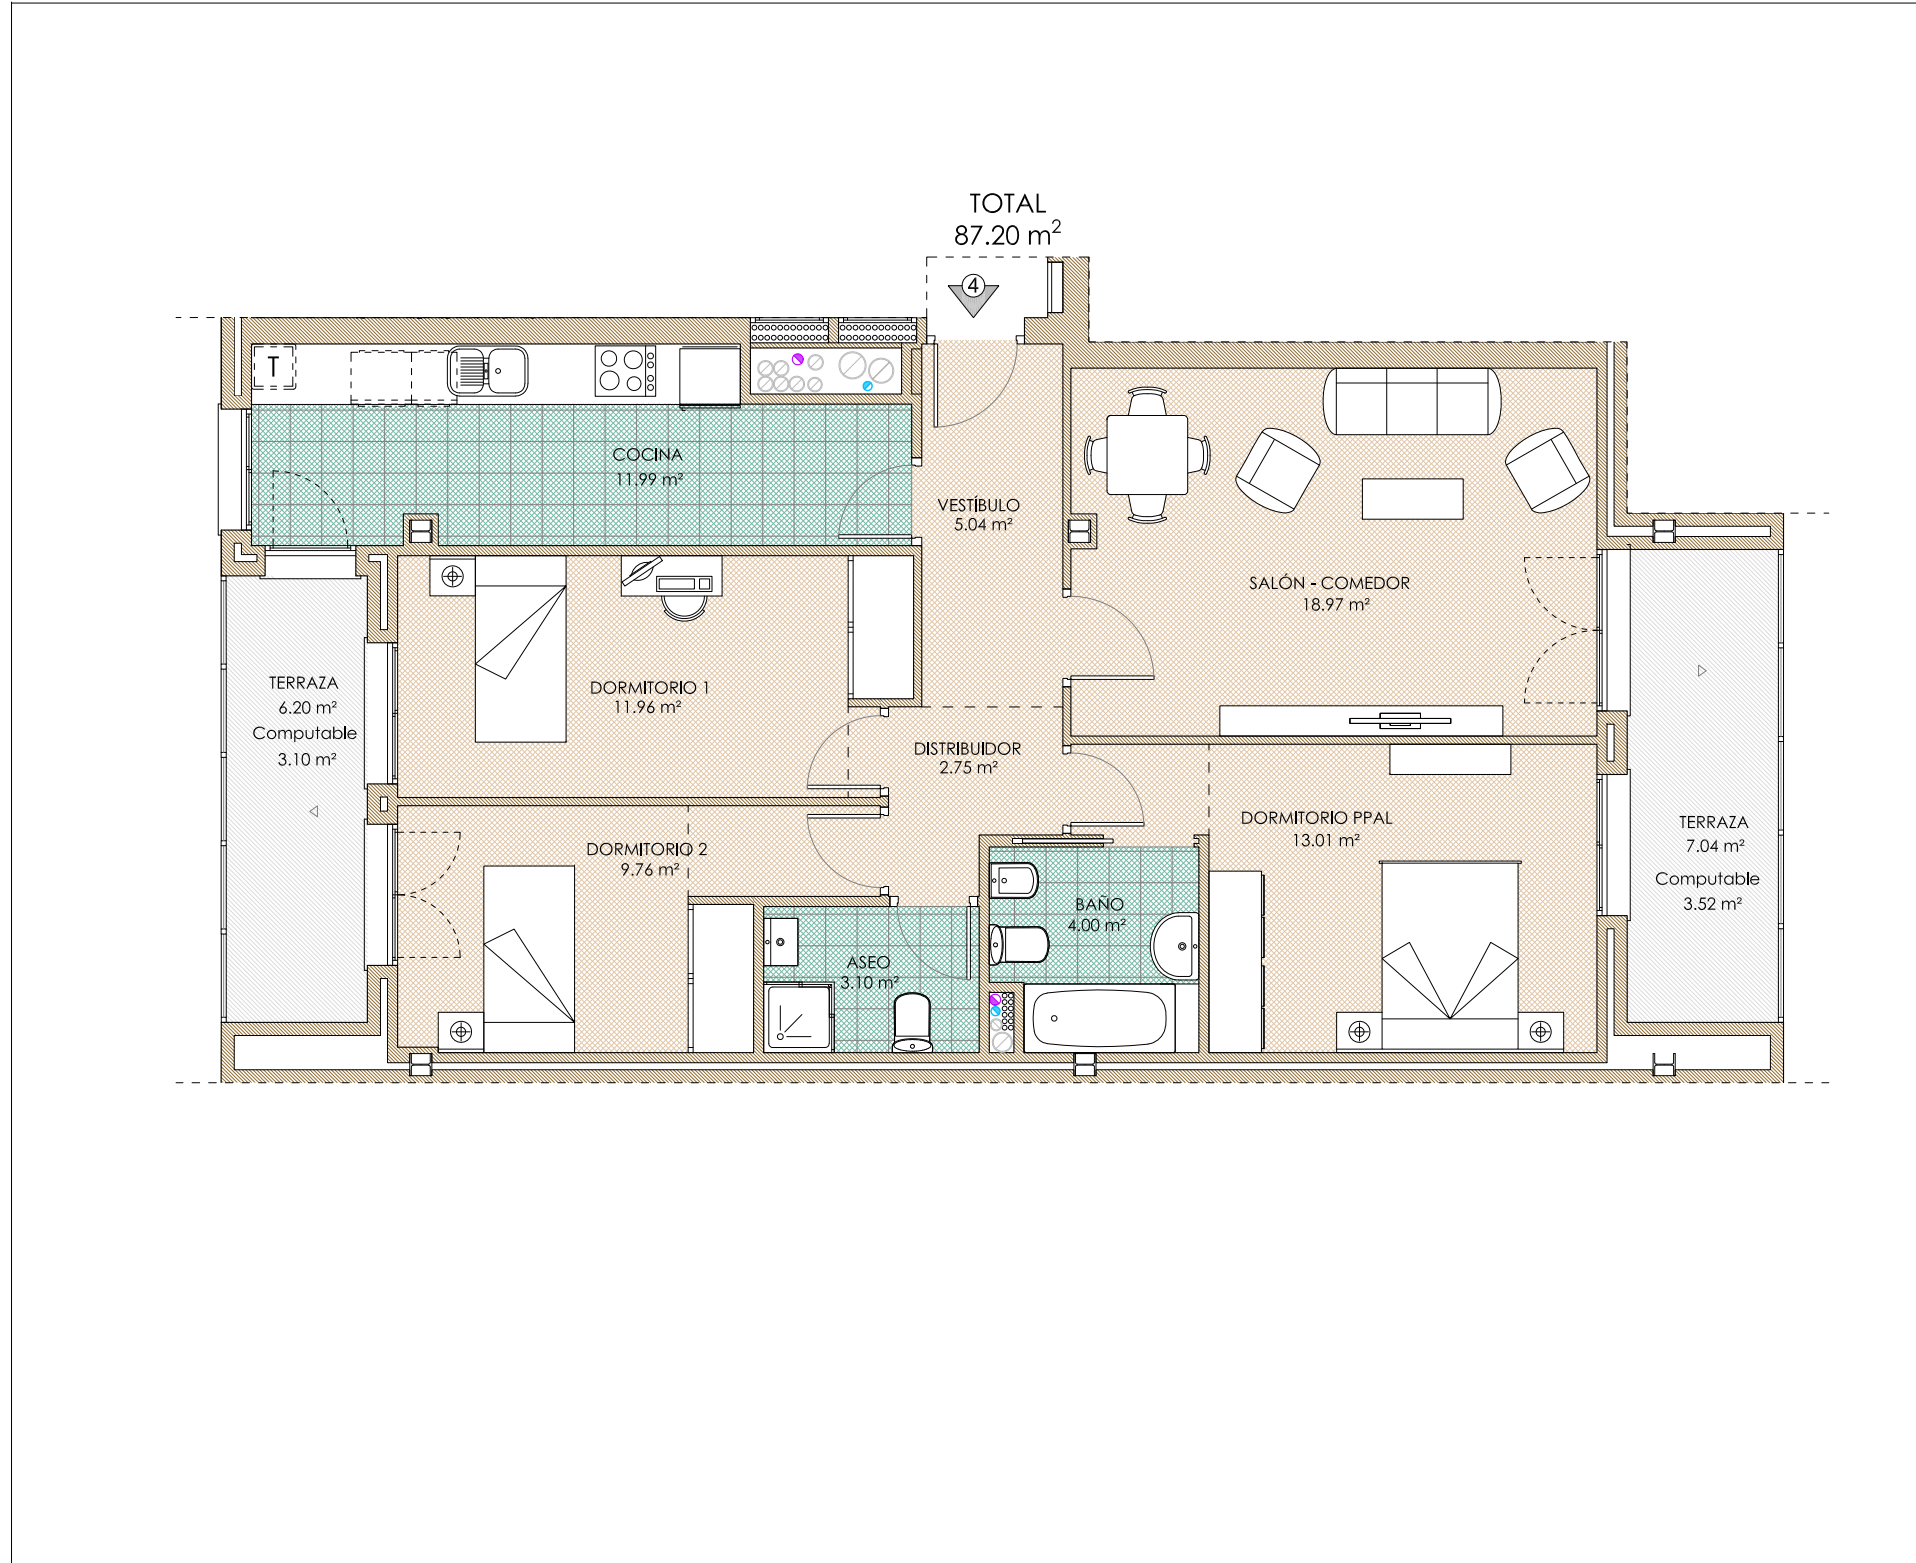 TOTAL
87.20 m²
4
T
COCINA
11.99 m²
VESTÍBULO
5.04 m²
SALÓN - COMEDOR
18.97 m²
TERRAZA
6.20 m²
Computable
3.10 m²
DORMITORIO 1
11.96 m²
DISTRIBUIDOR
2.75 m²
DORMITORIO PPAL
13.01 m²
TERRAZA
7.04 m²
Computable
3.52 m²
DORMITORIO 2
9.76 m²
BAÑO
4.00 m²
ASEO
3.10 m²